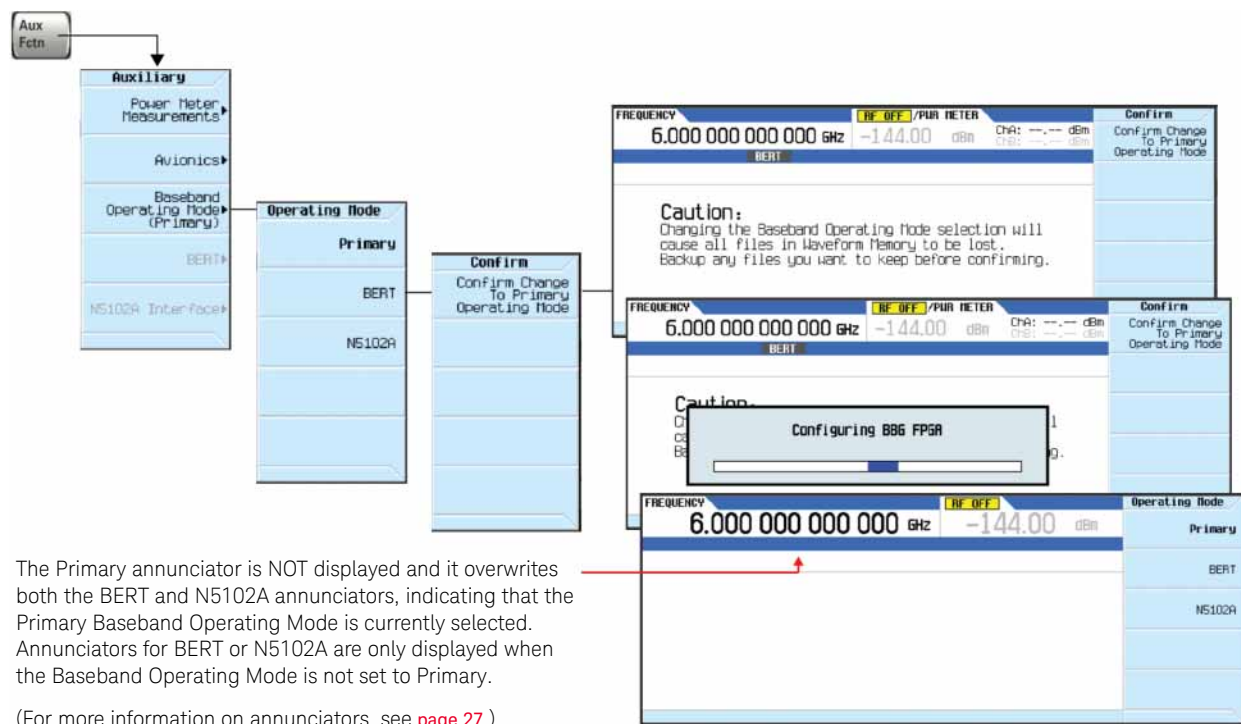 Aux
Fctn
Auxiliary
Power Meter
Measurements
Avionics
Baseband
Operating Mode
(Primary)
BERT
N5102A Interface
Operating Mode
Primary
BERT
N5102A
Confirm
Confirm Change
To Primary
Operating Mode
FREQUENCY
RF OFF /PWR METER
6.000 000 000 000 GHz
-144.00 dBm
ChA: --.-- dBm
ChB: --.-- dBm
BERT
Confirm
Confirm Change
To Primary
Operating Mode
Caution:
Changing the Baseband Operating Mode selection will
cause all files in Waveform Memory to be lost.
Backup any files you want to keep before confirming.
FREQUENCY
RF OFF /PWR METER
6.000 000 000 000 GHz
-144.00 dBm
ChA: --.-- dBm
ChB: --.-- dBm
BERT
Confirm
Confirm Change
To Primary
Operating Mode
Caution:
Configuring BBG FPGA
FREQUENCY
RF OFF
6.000 000 000 000 GHz
-144.00 dBm
Operating Mode
Primary
BERT
N5102A
The Primary annunciator is NOT displayed and it overwrites
both the BERT and N5102A annunciators, indicating that the
Primary Baseband Operating Mode is currently selected.
Annunciators for BERT or N5102A are only displayed when
the Baseband Operating Mode is not set to Primary.
(For more information on annunciators, see page 27.)